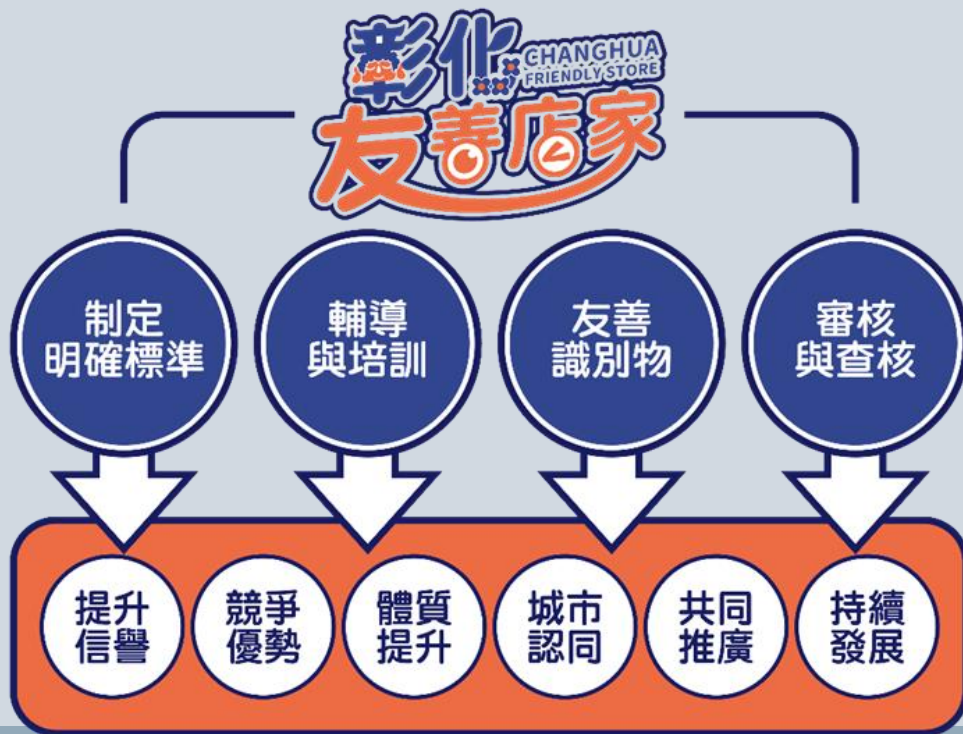 彰化
CHANGHUA
FRIENDLY STORE
友善店家
制定
明確標準
輔導
與培訓
友善
識別物
審核
與查核
提升
信譽
競爭
優勢
體質
提升
城市
認同
共同
推廣
持續
發展